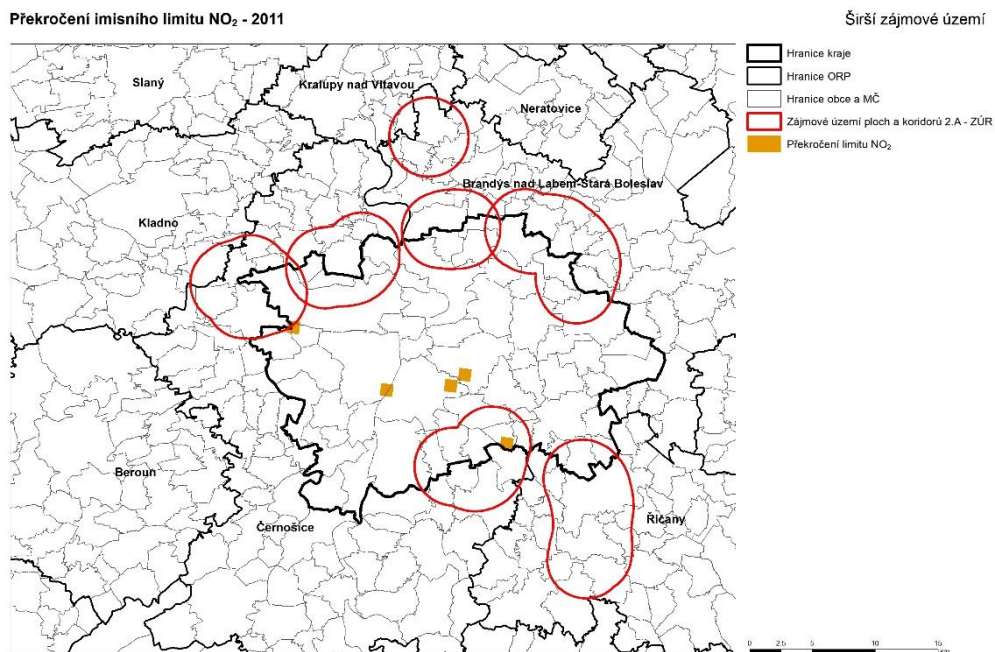 Překročení imisního limitu NO₂ - 2011
Širší zájmové území
Hranice kraje
Hranice ORP
Hranice obce a MČ
Zájmové území ploch a koridorů 2.A - ZÚR
Překročení limitu NO₂
Slaný
Kralupy nad Vltavou
Neratovice
Brandýs nad Labem-Stará Boleslav
Kladno
Beroun
Černošice
Říčany
0 2.5 5 10 15
km